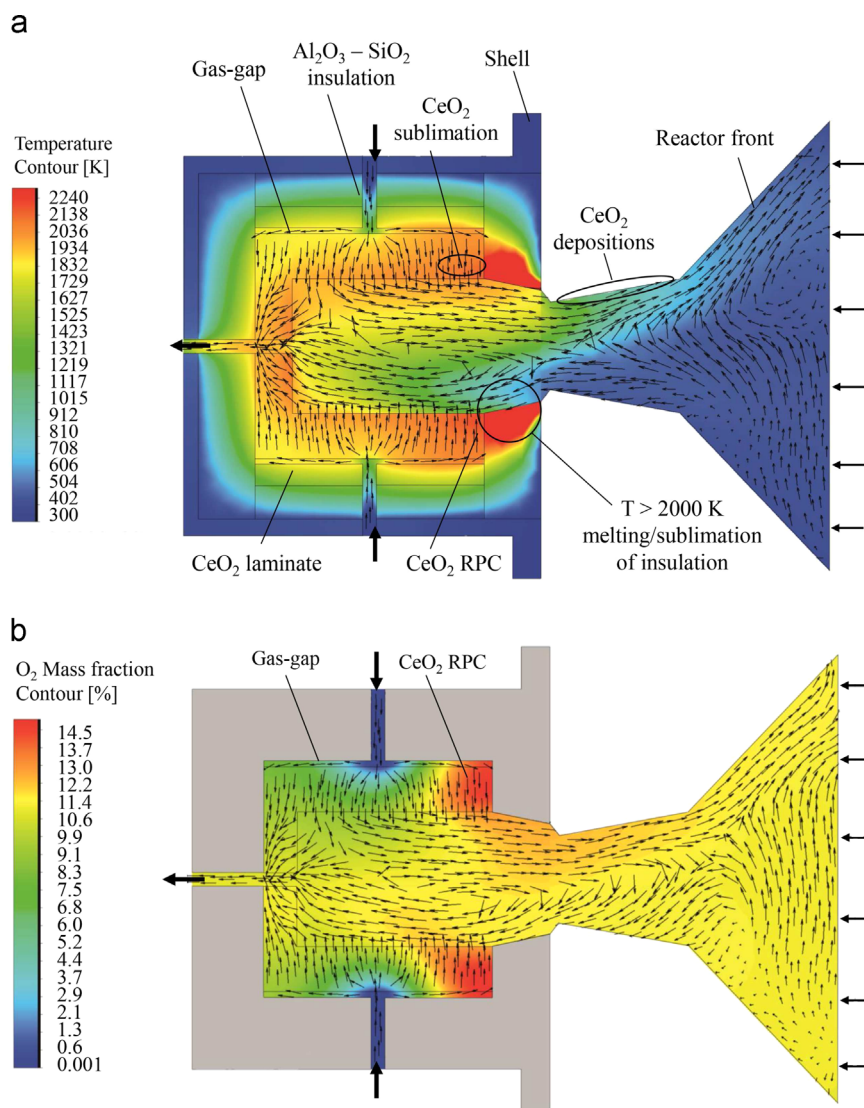 a
Al₂O₃ – SiO₂
insulation
Shell
Gas-gap
CeO₂
sublimation
Reactor front
Temperature
Contour [K]
CeO₂
depositions
2240
2138
2036
1934
1832
1729
1627
1525
1423
1321
1219
1117
1015
912
810
708
606
504
402
300
T > 2000 K
melting/sublimation
of insulation
CeO₂ laminate
CeO₂ RPC
b
Gas-gap
CeO₂ RPC
O₂ Mass fraction
Contour [%]
14.5
13.7
13.0
12.2
11.4
10.6
9.9
9.1
8.3
7.5
6.8
6.0
5.2
4.4
3.7
2.9
2.1
1.3
0.6
0.001